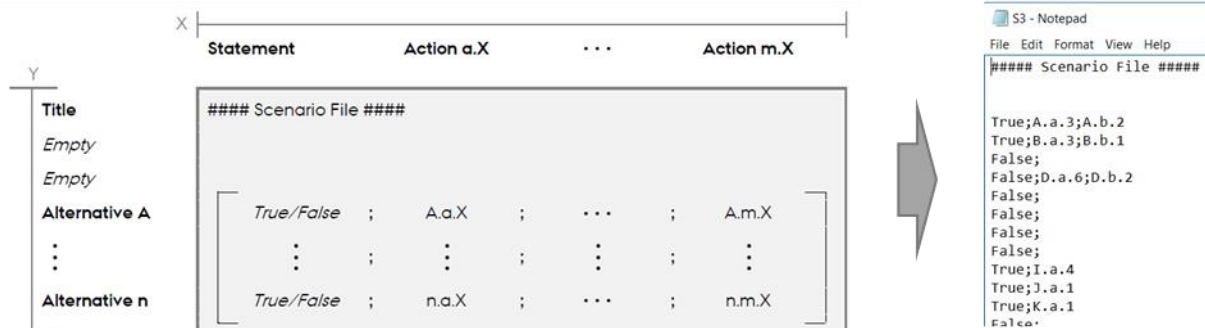 X
Statement Action a.X · · · Action m.X
Y
Title #### Scenario File ####
Empty
Empty
Alternative A True/False ; A.a.X ; · · · ; A.m.X
⋮ ⋮ ; ⋮ ; ⋮ ; ⋮
Alternative n True/False ; n.a.X ; · · · ; n.m.X
S3 - Notepad
File Edit Format View Help
##### Scenario File #####
True;A.a.3;A.b.2
True;B.a.3;B.b.1
False;
False;D.a.6;D.b.2
False;
False;
False;
False;
True;I.a.4
True;J.a.1
True;K.a.1
False;